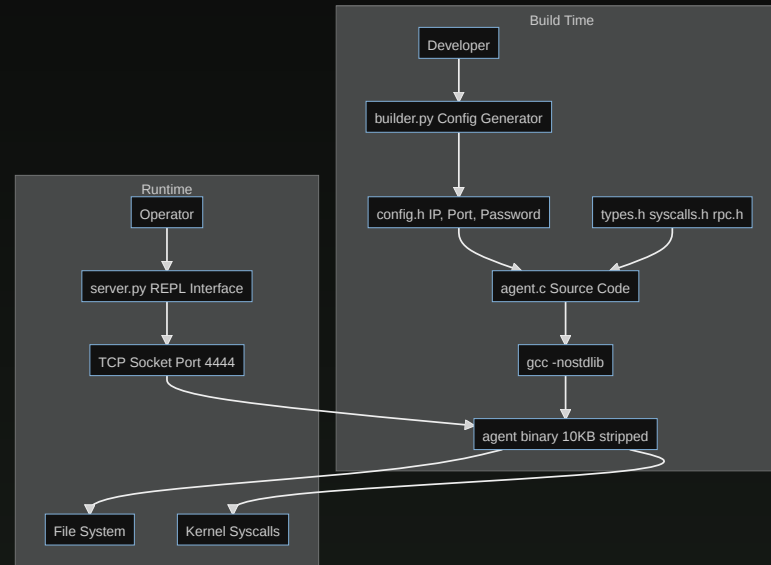 Build Time
Developer
builder.py Config Generator
config.h IP, Port, Password
types.h syscalls.h rpc.h
agent.c Source Code
gcc -nostdlib
agent binary 10KB stripped
Runtime
Operator
server.py REPL Interface
TCP Socket Port 4444
File System
Kernel Syscalls